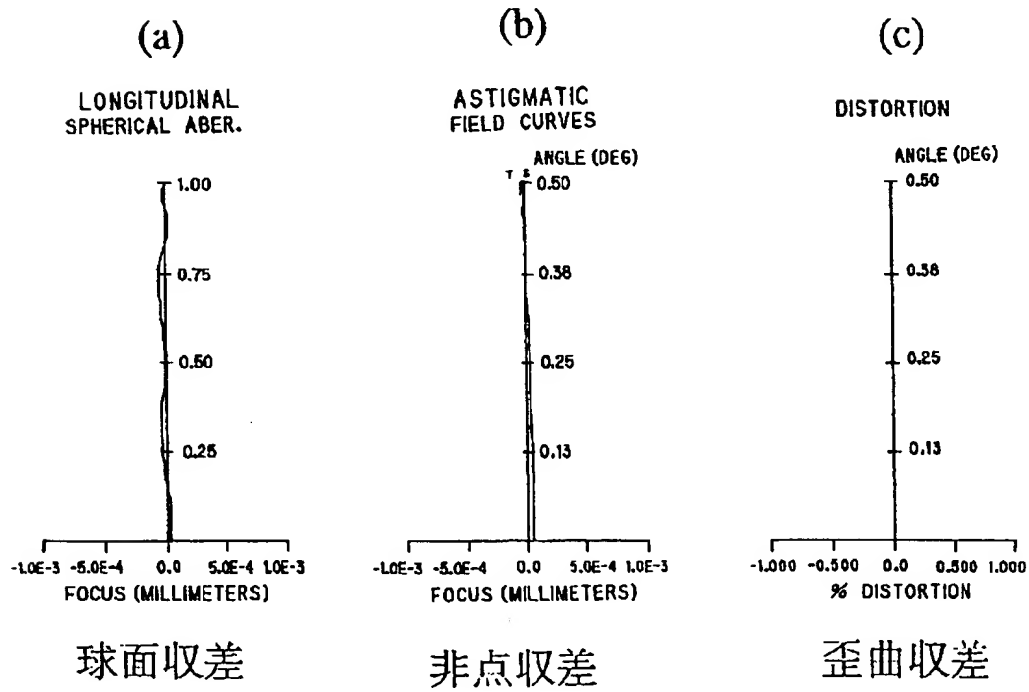 (a)
LONGITUDINAL
SPHERICAL ABER.
1.00
0.75
0.50
0.25
-1.0E-3 -5.0E-4 0.0 5.0E-4 1.0E-3
FOCUS (MILLIMETERS)
球面収差
(b)
ASTIGMATIC
FIELD CURVES
ANGLE (DEG)
T S
0.50
0.38
0.25
0.13
-1.0E-3 -5.0E-4 0.0 5.0E-4 1.0E-3
FOCUS (MILLIMETERS)
非点収差
(c)
DISTORTION
ANGLE (DEG)
0.50
0.38
0.25
0.13
-1.000 -0.500 0.0 0.500 1.000
% DISTORTION
歪曲収差